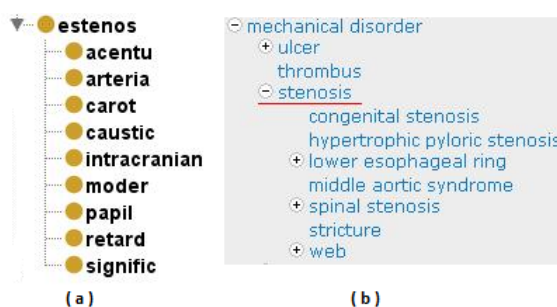 estenos
acentu
arteria
carot
caustic
intracranian
moder
papil
retard
signific
(a)
mechanical disorder
ulcer
thrombus
stenosis
congenital stenosis
hypertrophic pyloric stenosis
lower esophageal ring
middle aortic syndrome
spinal stenosis
stricture
web
(b)